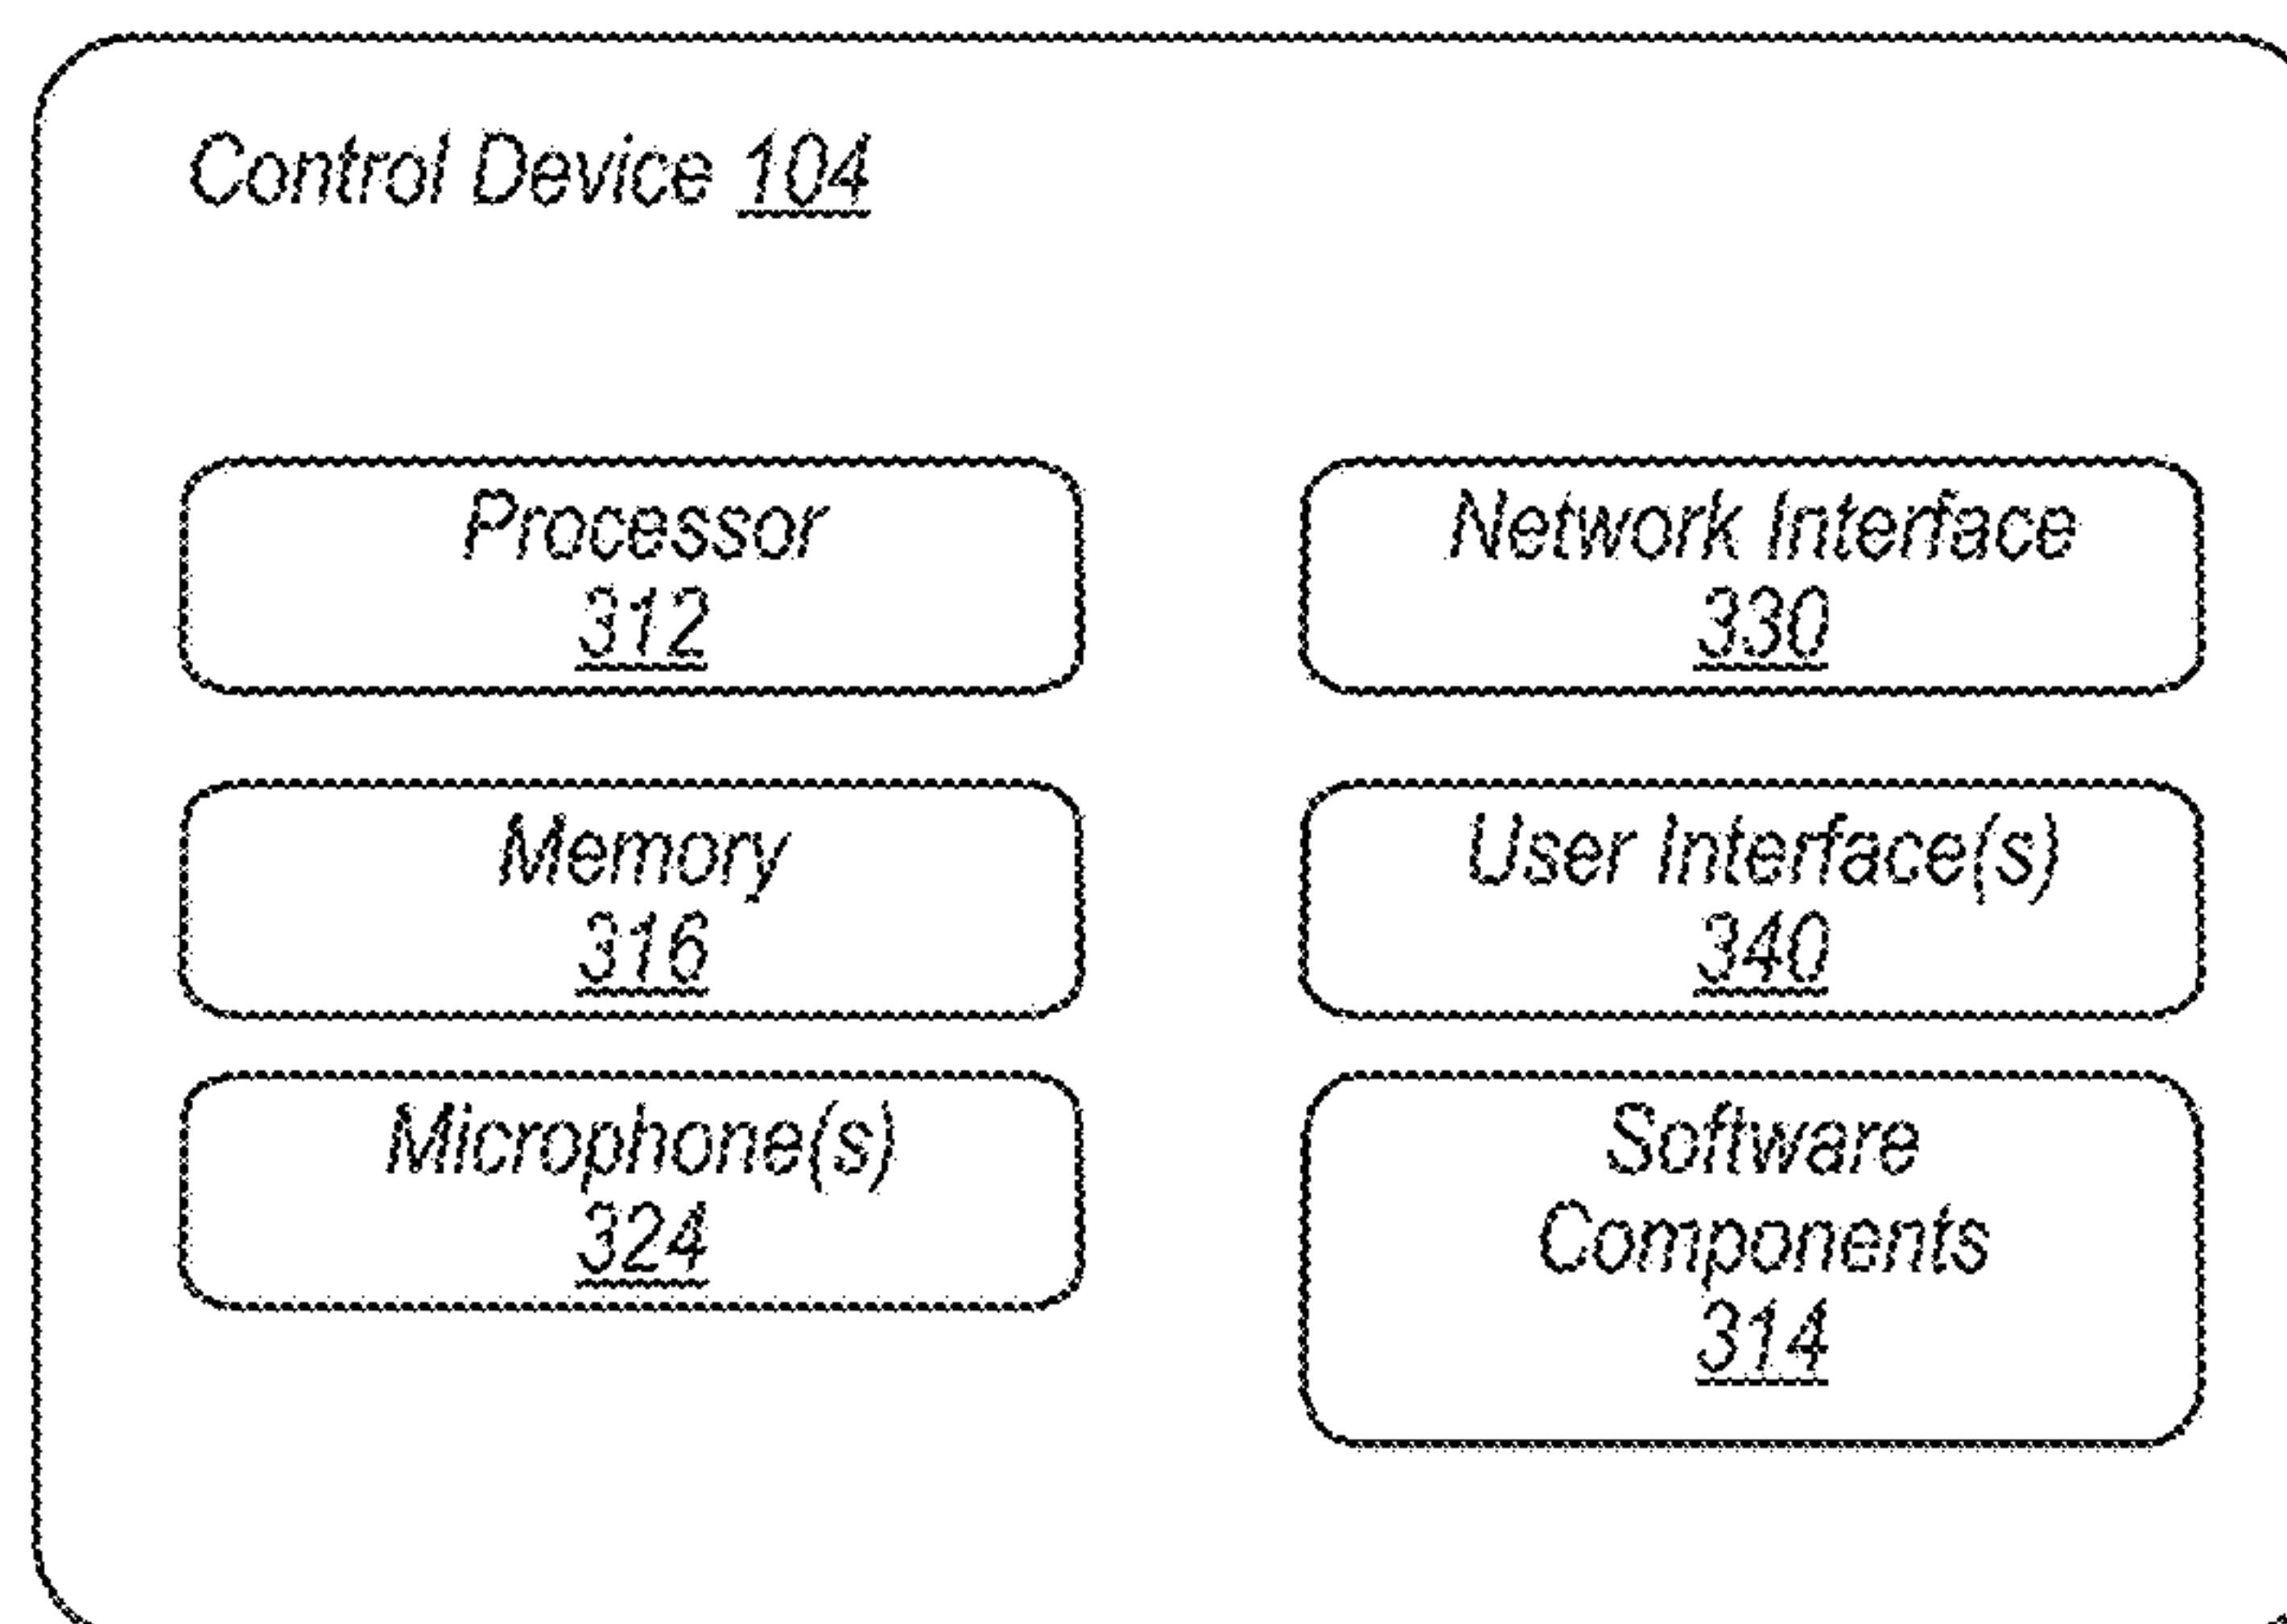 Control Device 104
Processor
312
Network Interface
330
Memory
316
User Interface(s)
340
Microphone(s)
324
Software
Components
314